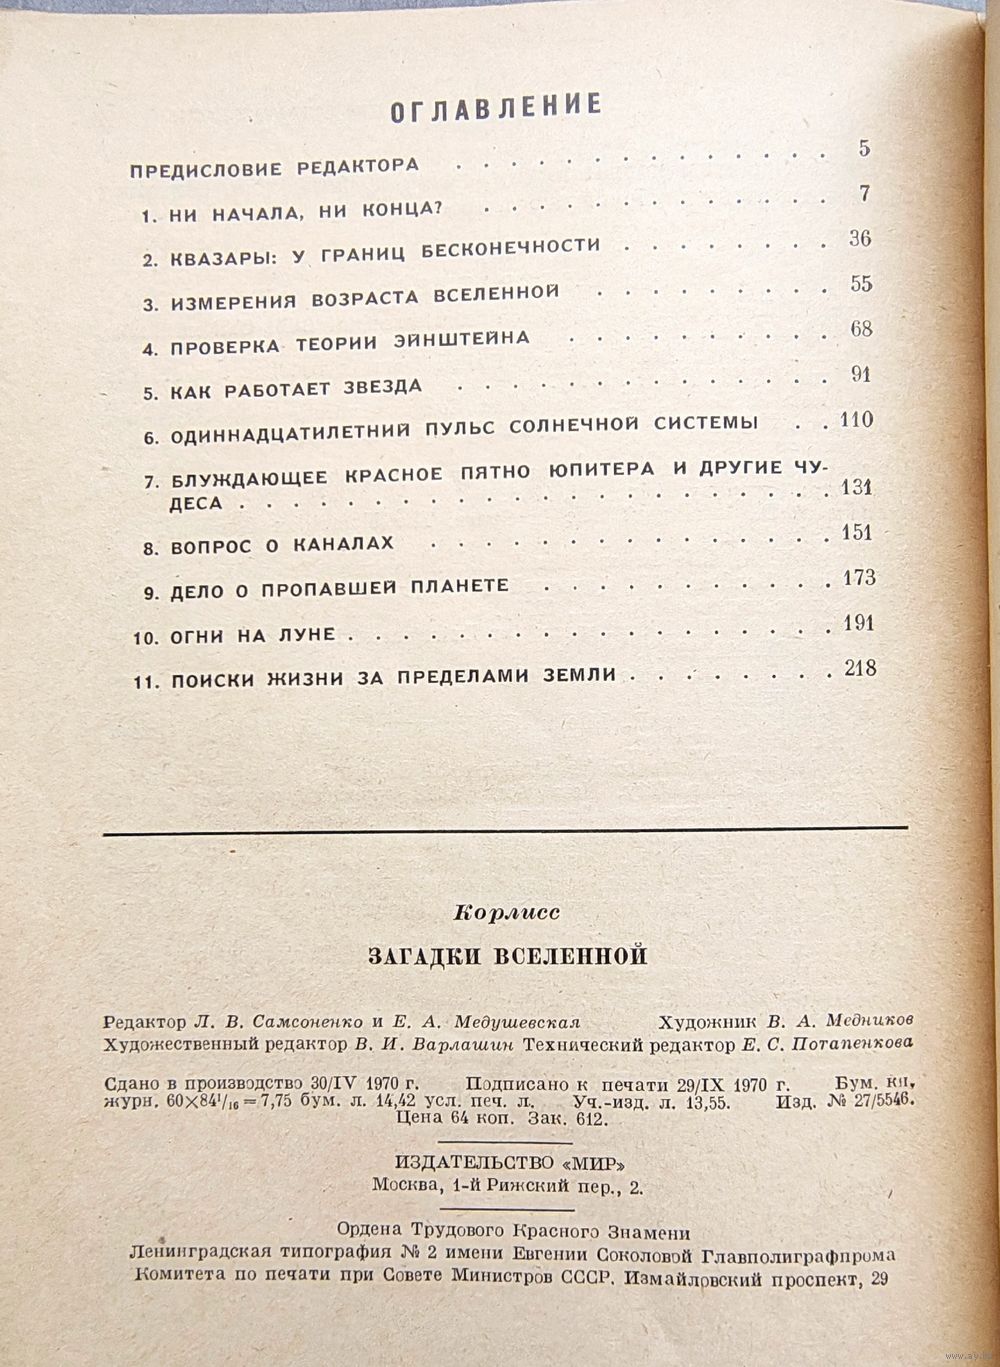 ОГЛАВЛЕНИЕ
ПРЕДИСЛОВИЕ РЕДАКТОРА . . . . . . . . . . . . . . 5
1. НИ НАЧАЛА, НИ КОНЦА? . . . . . . . . . . . . . 7
2. КВАЗАРЫ: У ГРАНИЦ БЕСКОНЕЧНОСТИ . . . . . . . . 36
3. ИЗМЕРЕНИЯ ВОЗРАСТА ВСЕЛЕННОЙ . . . . . . . . . 55
4. ПРОВЕРКА ТЕОРИИ ЭЙНШТЕЙНА . . . . . . . . . . 68
5. КАК РАБОТАЕТ ЗВЕЗДА . . . . . . . . . . . . . . 91
6. ОДИННАДЦАТИЛЕТНИЙ ПУЛЬС СОЛНЕЧНОЙ СИСТЕМЫ . . 110
7. БЛУЖДАЮЩЕЕ КРАСНОЕ ПЯТНО ЮПИТЕРА И ДРУГИЕ ЧУ-
ДЕСА . . . . . . . . . . . . . . . . . . . . . . 131
8. ВОПРОС О КАНАЛАХ . . . . . . . . . . . . . . . 151
9. ДЕЛО О ПРОПАВШЕЙ ПЛАНЕТЕ . . . . . . . . . . . 173
10. ОГНИ НА ЛУНЕ . . . . . . . . . . . . . . . . . . 191
11. ПОИСКИ ЖИЗНИ ЗА ПРЕДЕЛАМИ ЗЕМЛИ . . . . . . . . 218
Корлисс
ЗАГАДКИ ВСЕЛЕННОЙ
Редактор Л. В. Самсоненко и Е. А. Медушевская Художник В. А. Медников
Художественный редактор В. И. Варлашин Технический редактор Е. С. Потапенкова
Сдано в производство 30/IV 1970 г. Подписано к печати 29/IX 1970 г. Бум. кн.
журн. 60×84¹/₁₆=7,75 бум. л. 14,42 усл. печ. л. Уч.-изд. л. 13,55. Изд. № 27/5546.
Цена 64 коп. Зак. 612.
ИЗДАТЕЛЬСТВО «МИР»
Москва, 1-й Рижский пер., 2.
Ордена Трудового Красного Знамени
Ленинградская типография № 2 имени Евгении Соколовой Главполиграфпрома
Комитета по печати при Совете Министров СССР. Измайловский проспект, 29